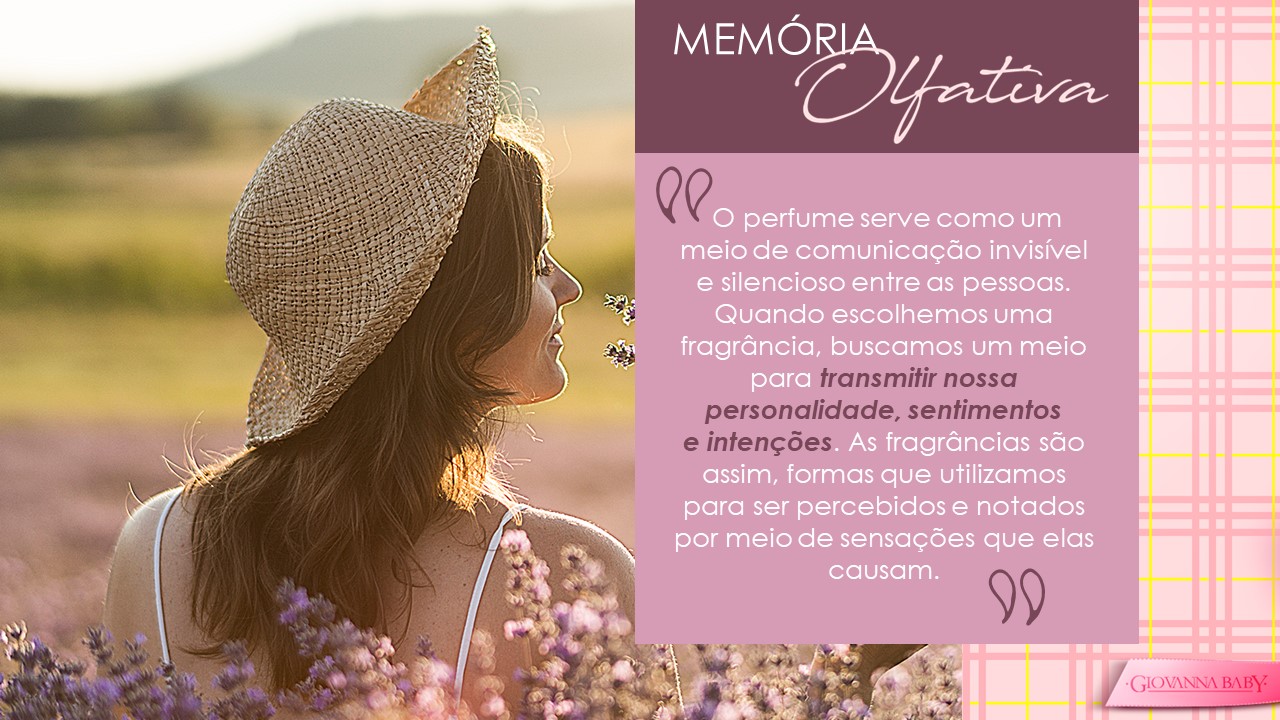 MEMÓRIA
Olfativa
O perfume serve como um
meio de comunicação invisível
e silencioso entre as pessoas.
Quando escolhemos uma
fragrância, buscamos um meio
para transmitir nossa
personalidade, sentimentos
e intenções. As fragrâncias são
assim, formas que utilizamos
para ser percebidos e notados
por meio de sensações que elas
causam.
GIOVANNA BABY